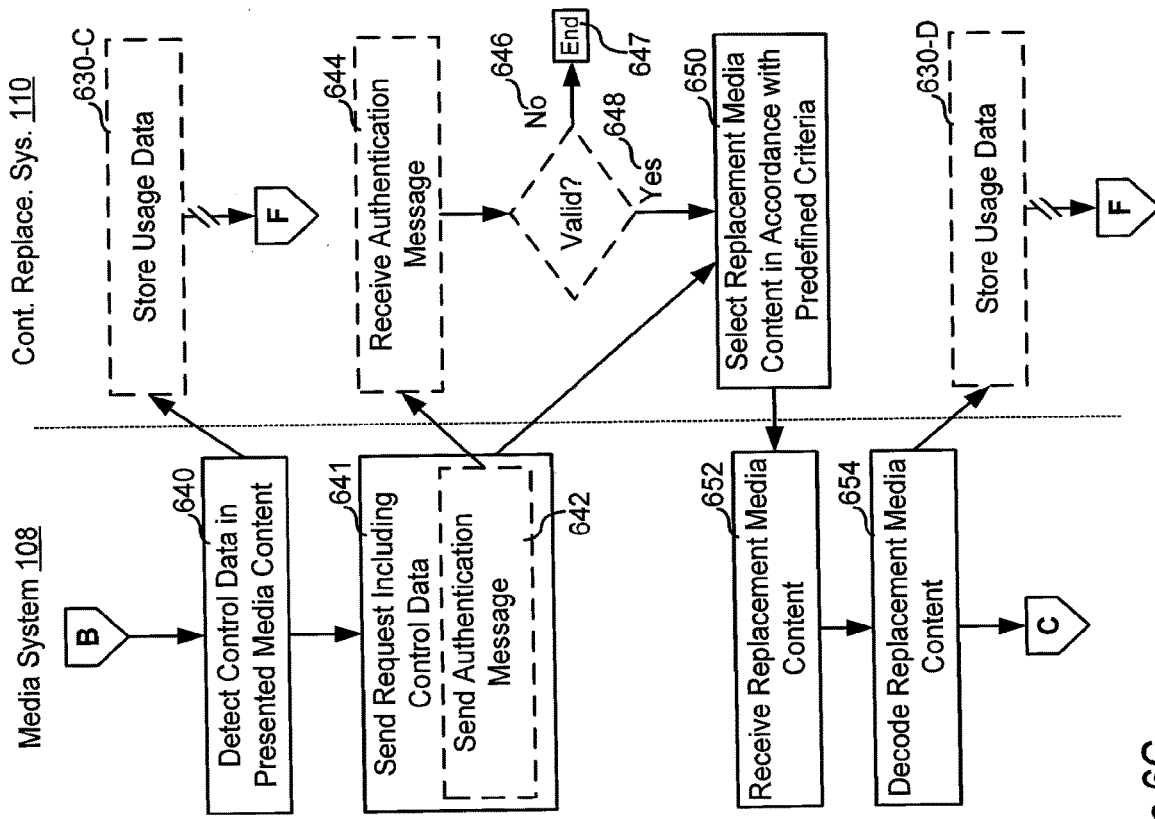 Media System 108
Cont. Replace. Sys. 110
B
640
Detect Control Data in
Presented Media Content
630-C
Store Usage Data
F
641
Send Request Including
Control Data
Send Authentication
Message
642
644
Receive Authentication
Message
Valid?
No
646
End
647
648
Yes
650
Select Replacement Media
Content in Accordance with
Predefined Criteria
652
Receive Replacement Media
Content
654
Decode Replacement Media
Content
C
630-D
Store Usage Data
F
6C